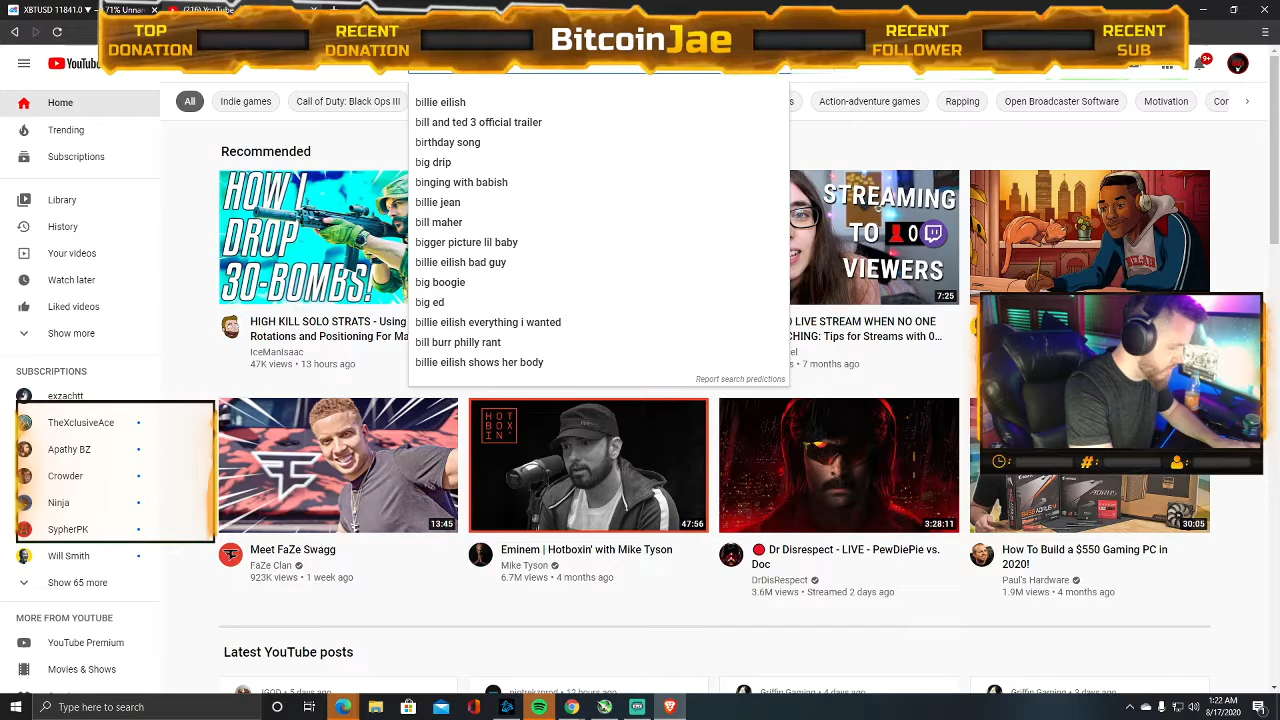 XBTUSD 11841.0
TOP DONATION
RECENT DONATION
BitcoinJae
RECENT FOLLOWER
RECENT SUB
9+
Home
Trending
Subscriptions
Library
History
Your videos
Watch later
Liked videos
Show more
SUBSCRIPTIONS
exzachtt
TheXclusiveAce
Apathy BZ
Crowder
Ninja
SypherPK
Will Smith
Show 65 more
MORE FROM YOUTUBE
YouTube Premium
Movies & Shows
All
Indie games
Call of Duty: Black Ops III
Action-adventure games
Rapping
Open Broadcaster Software
Motivation
billie eilish
bill and ted 3 official trailer
birthday song
big drip
binging with babish
billie jean
bill maher
bigger picture lil baby
billie eilish bad guy
big boogie
big ed
billie eilish everything i wanted
bill burr philly rant
billie eilish shows her body
Report search predictions
Recommended
HOW I
DROP
30-BOMBS!
HIGH KILL SOLO STRATS - Using
Rotations and Positioning For
IceManIsaac
47K views • 13 hours ago
STREAMING
TO 0
VIEWERS
7:25
LIVE STREAM WHEN NO ONE
Tips for Streams with 0...
• 7 months ago
13:45
Meet FaZe Swagg
FaZe Clan
923K views • 1 week ago
HOT
BOX
IN'
47:56
Eminem | Hotboxin' with Mike Tyson
Mike Tyson
6.7M views • 4 months ago
3:28:11
🔴 Dr Disrespect - LIVE - PewDiePie vs.
Doc
DrDisRespect
3.6M views • Streamed 2 days ago
30:05
How To Build a $550 Gaming PC in
2020!
Paul's Hardware
1.9M views • 4 months ago
Latest YouTube posts
Type here to search
1:22 AM
8/17/2020